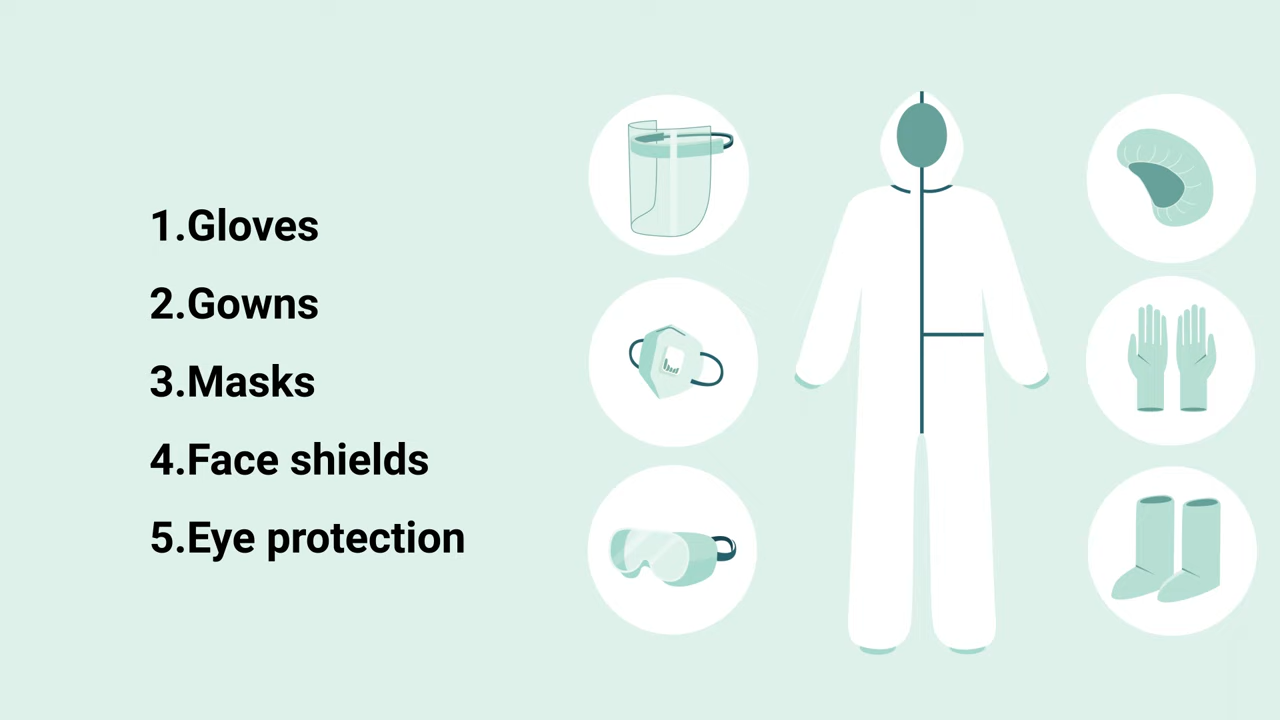 1.Gloves
2.Gowns
3.Masks
4.Face shields
5.Eye protection